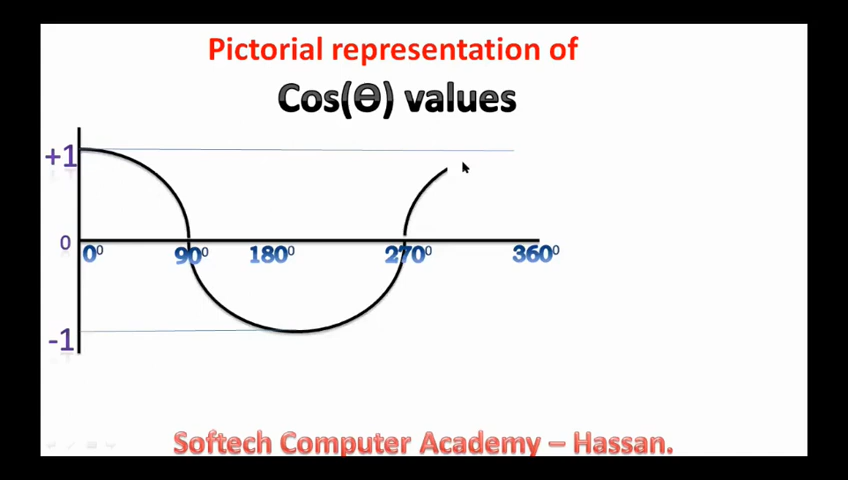 Pictorial representation of
Cos(Ɵ) values
+1
0
0⁰ 90⁰ 180⁰ 270⁰ 360⁰
-1
Softech Computer Academy – Hassan.